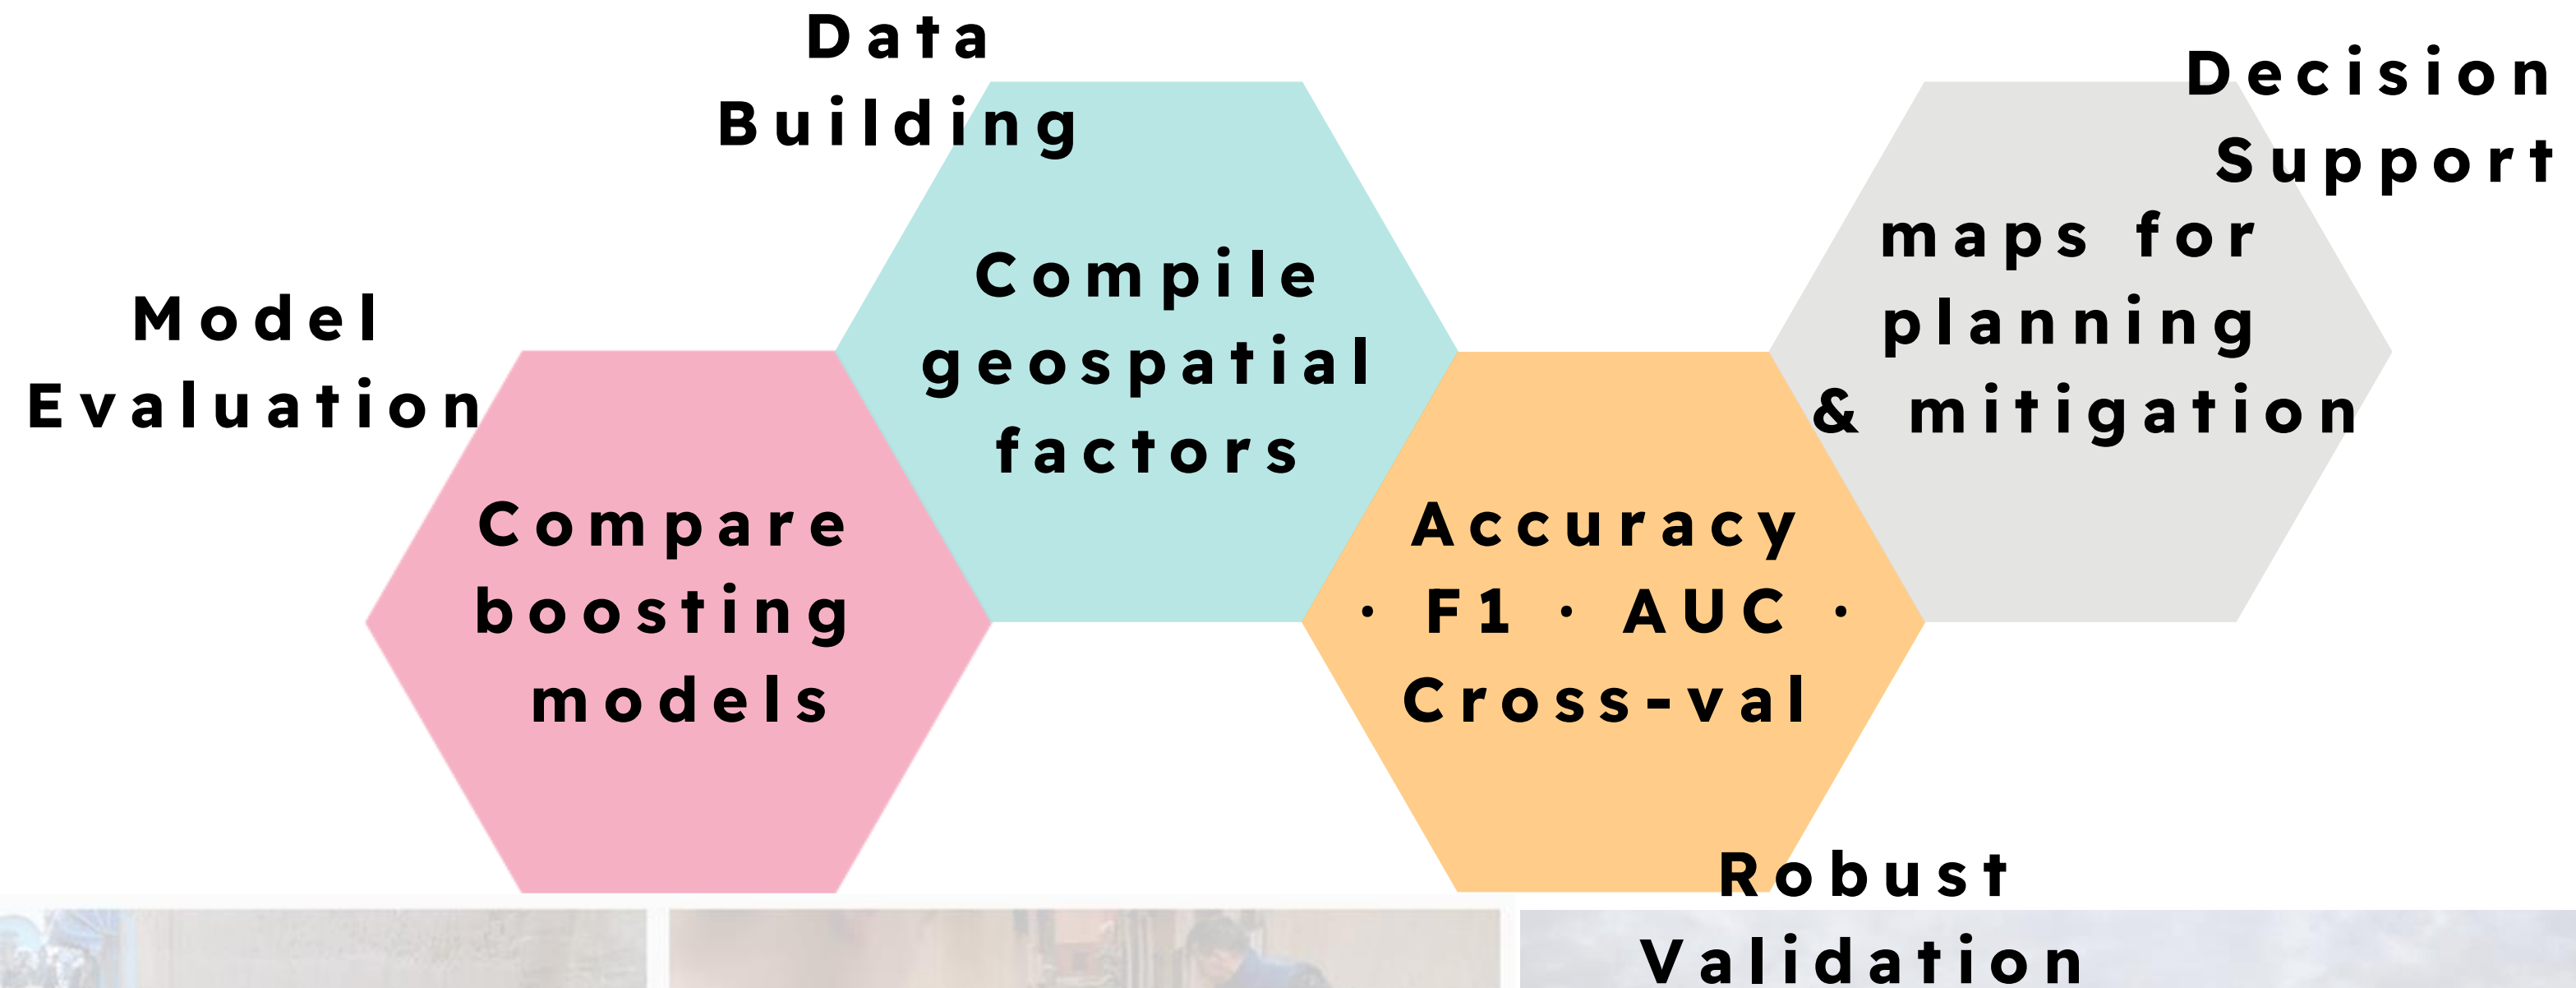 Model
Evaluation
Compare
boosting
models
Data
Building
Compile
geospatial
factors
Accuracy
· F1 · AUC ·
Cross-val
Robust
Validation
Decision
Support
maps for
planning
& mitigation